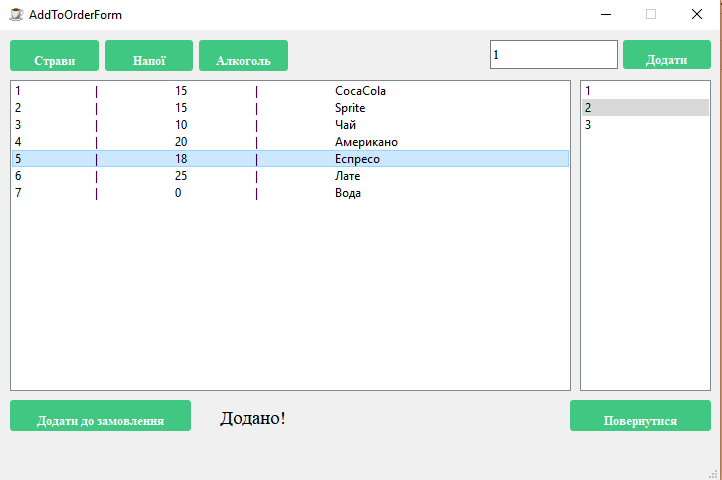 AddToOrderForm
Страви Напої Алкоголь 1 Додати
1 | 15 | CocaCola
2 | 15 | Sprite
3 | 10 | Чай
4 | 20 | Американо
5 | 18 | Еспресо
6 | 25 | Лате
7 | 0 | Вода
1
2
3
Додати до замовлення Додано! Повернутися